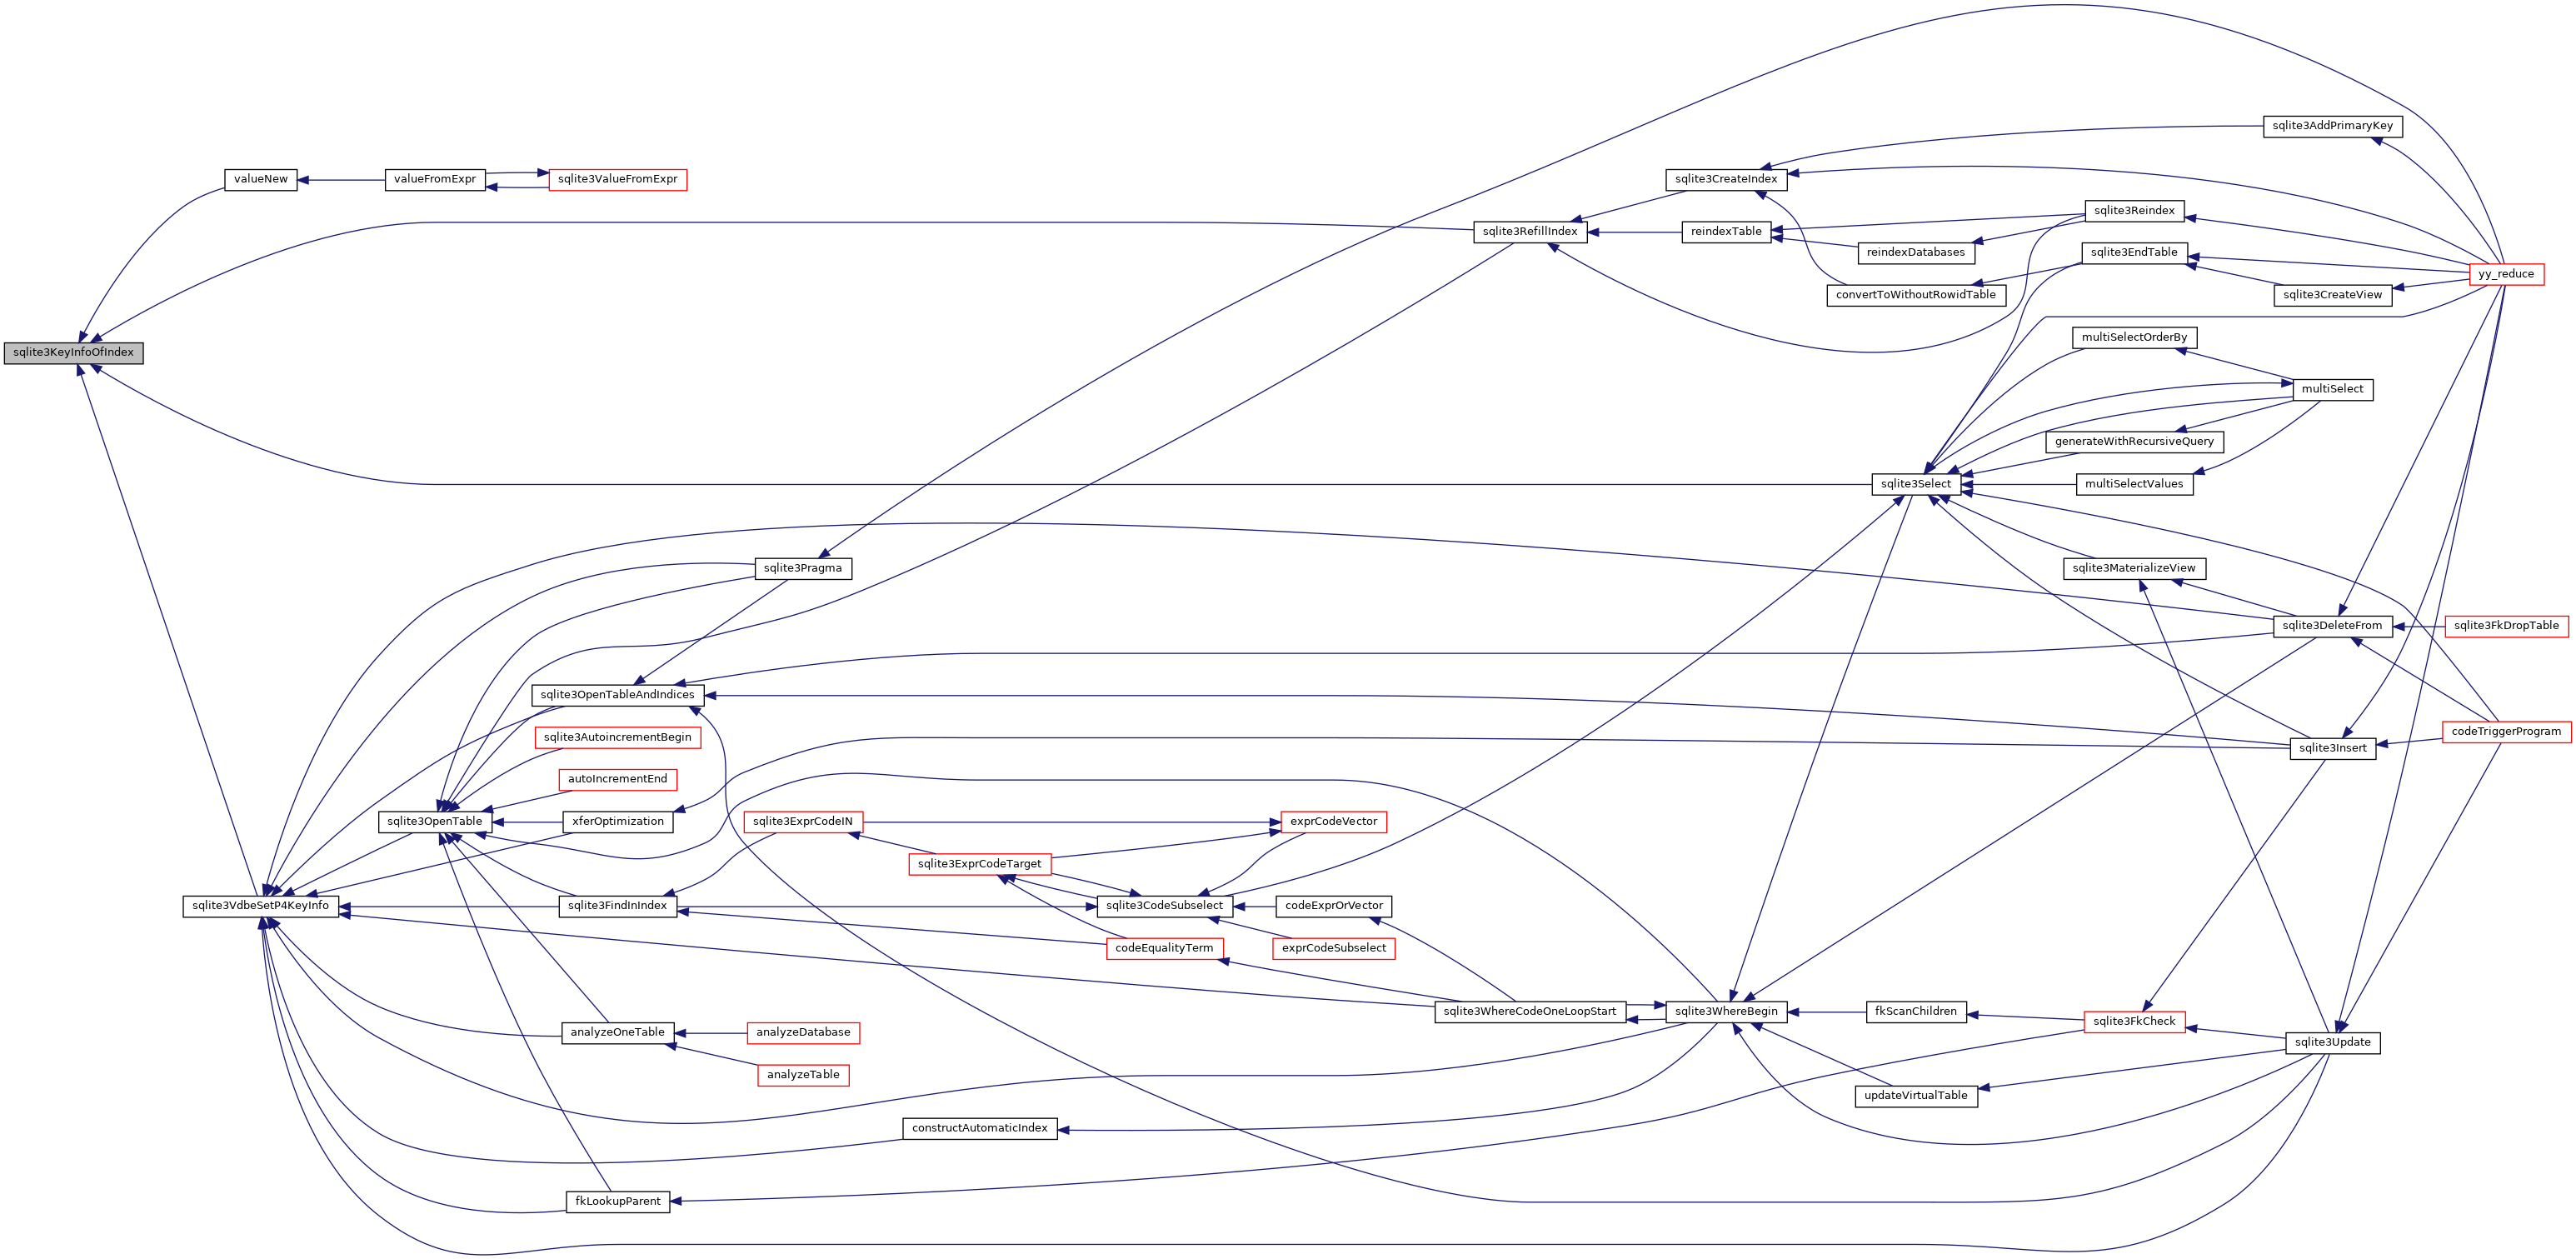 sqlite3AddPrimaryKey
valueNew
valueFromExpr
sqlite3ValueFromExpr
sqlite3CreateIndex
sqlite3Reindex
sqlite3RefillIndex
reindexTable
reindexDatabases
sqlite3EndTable
yy_reduce
convertToWithoutRowidTable
sqlite3CreateView
multiSelectOrderBy
sqlite3KeyInfoOfIndex
multiSelect
generateWithRecursiveQuery
sqlite3Select
multiSelectValues
sqlite3Pragma
sqlite3MaterializeView
sqlite3DeleteFrom
sqlite3FkDropTable
sqlite3OpenTableAndIndices
sqlite3AutoincrementBegin
codeTriggerProgram
sqlite3Insert
autoIncrementEnd
sqlite3OpenTable
xferOptimization
sqlite3ExprCodeIN
exprCodeVector
sqlite3ExprCodeTarget
sqlite3VdbeSetP4KeyInfo
sqlite3FindInIndex
sqlite3CodeSubselect
codeExprOrVector
codeEqualityTerm
exprCodeSubselect
sqlite3WhereCodeOneLoopStart
sqlite3WhereBegin
fkScanChildren
sqlite3FkCheck
analyzeOneTable
analyzeDatabase
sqlite3Update
analyzeTable
updateVirtualTable
constructAutomaticIndex
fkLookupParent